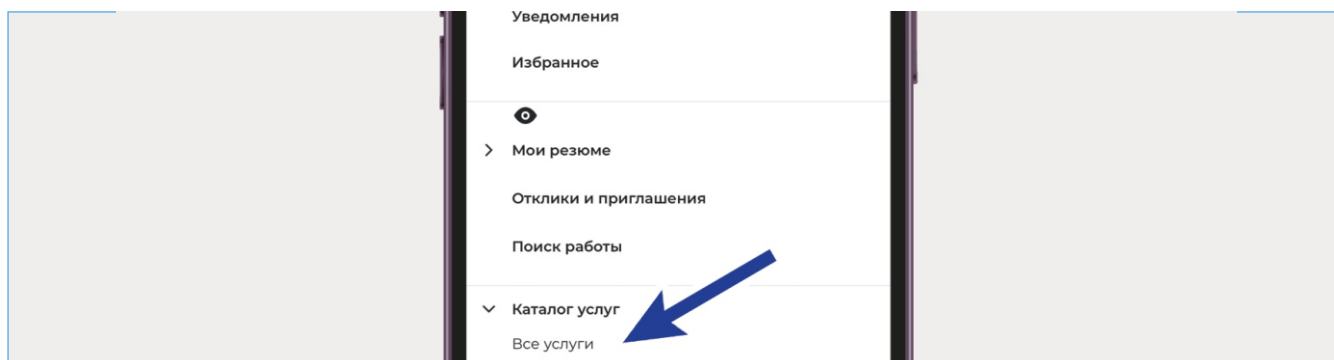 Уведомления
Избранное
Мои резюме
Отклики и приглашения
Поиск работы
Каталог услуг
Все услуги